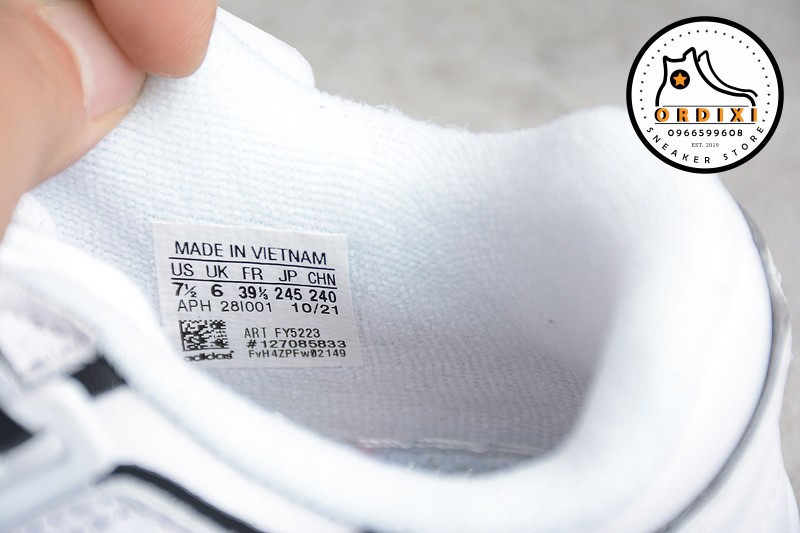 MADE IN VIETNAM
US UK FR JP CHN
7½ 6 39⅓ 245 240
APH 28I001 10/21
ART FY5223
#127085833
adidas FvH4ZPFw02149
ORDIXI
0966599608
EST. 2019
SNEAKER STORE